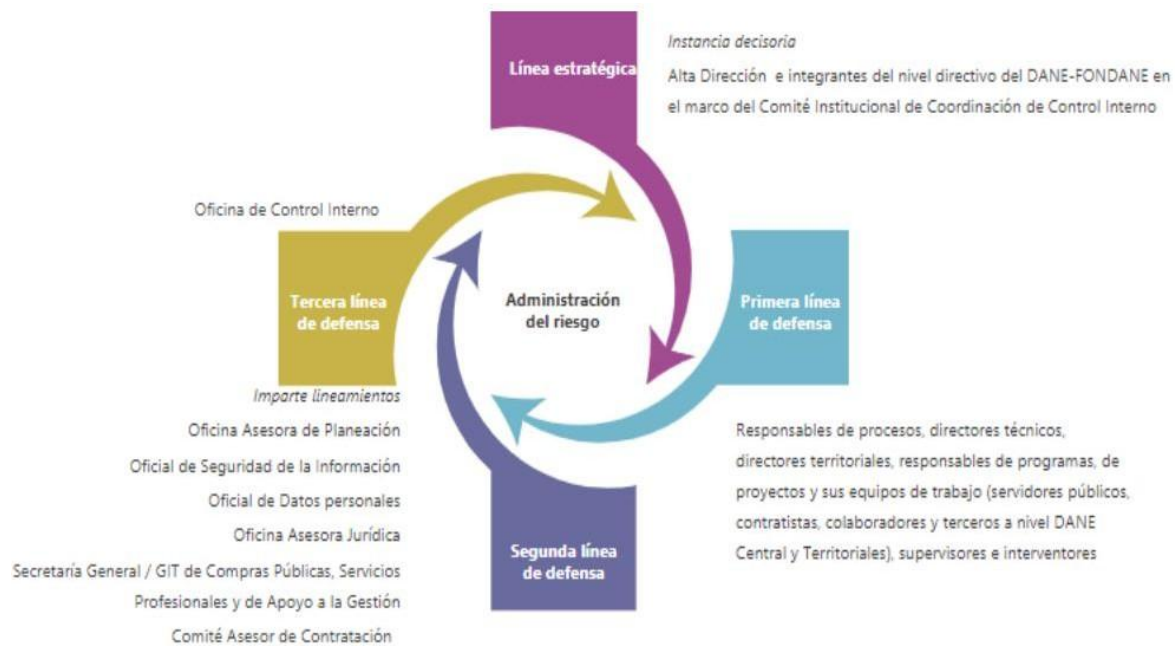 Línea estratégica
Instancia decisoria
Alta Dirección e integrantes del nivel directivo del DANE-FONDANE en
el marco del Comité Institucional de Coordinación de Control Interno
Oficina de Control Interno
Tercera línea
de defensa
Administración
del riesgo
Primera línea
de defensa
Imparte lineamientos
Oficina Asesora de Planeación
Oficial de Seguridad de la Información
Oficial de Datos personales
Oficina Asesora Jurídica
Secretaría General / GIT de Compras Públicas, Servicios
Profesionales y de Apoyo a la Gestión
Comité Asesor de Contratación
Segunda línea
de defensa
Responsables de procesos, directores técnicos,
directores territoriales, responsables de programas, de
proyectos y sus equipos de trabajo (servidores públicos,
contratistas, colaboradores y terceros a nivel DANE
Central y Territoriales), supervisores e interventores